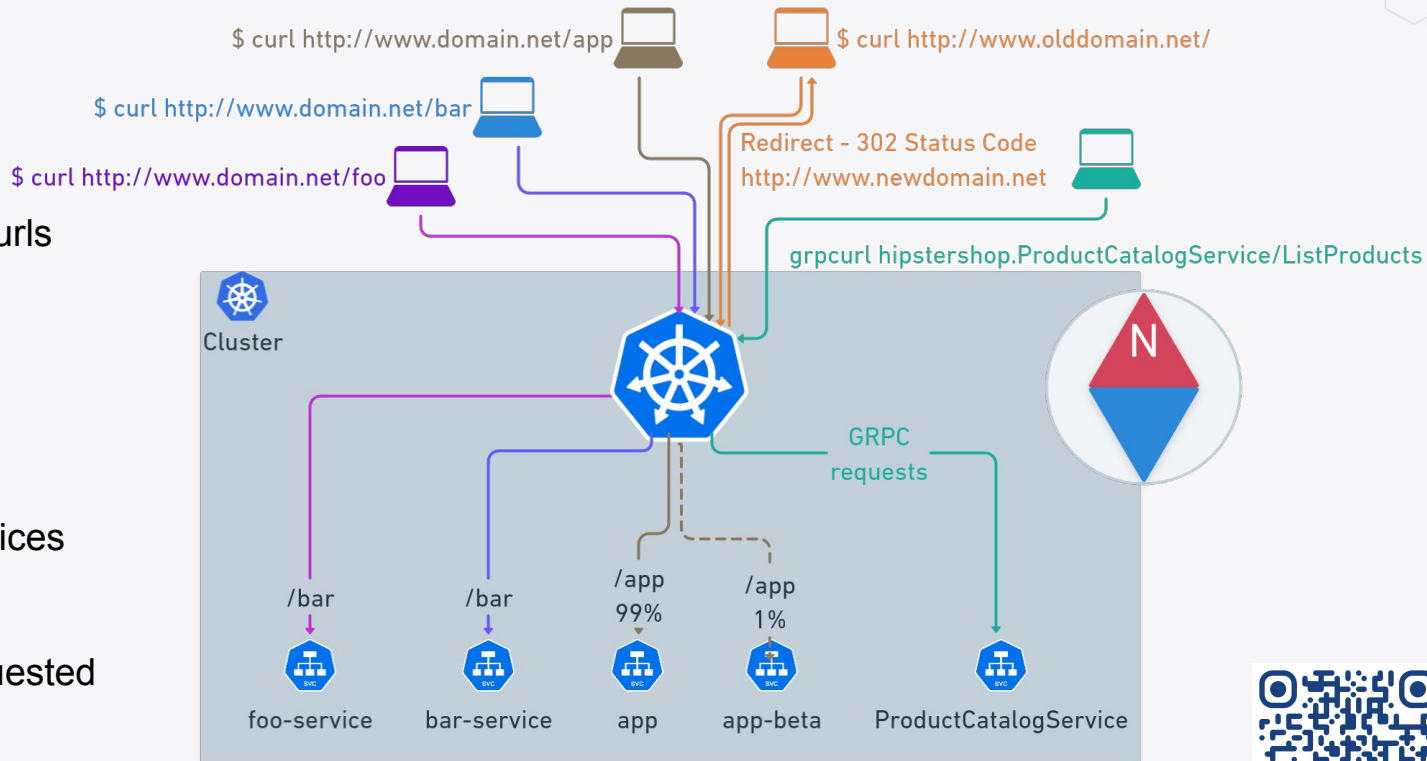 $ curl http://www.domain.net/app
$ curl http://www.olddomain.net/
$ curl http://www.domain.net/bar
Redirect - 302 Status Code
http://www.newdomain.net
$ curl http://www.domain.net/foo
urls
grpcurl hipstershop.ProductCatalogService/ListProducts
Cluster
N
GRPC
requests
ices
/bar
/bar
/app
99%
/app
1%
uested
svc
svc
svc
svc
svc
foo-service
bar-service
app
app-beta
ProductCatalogService